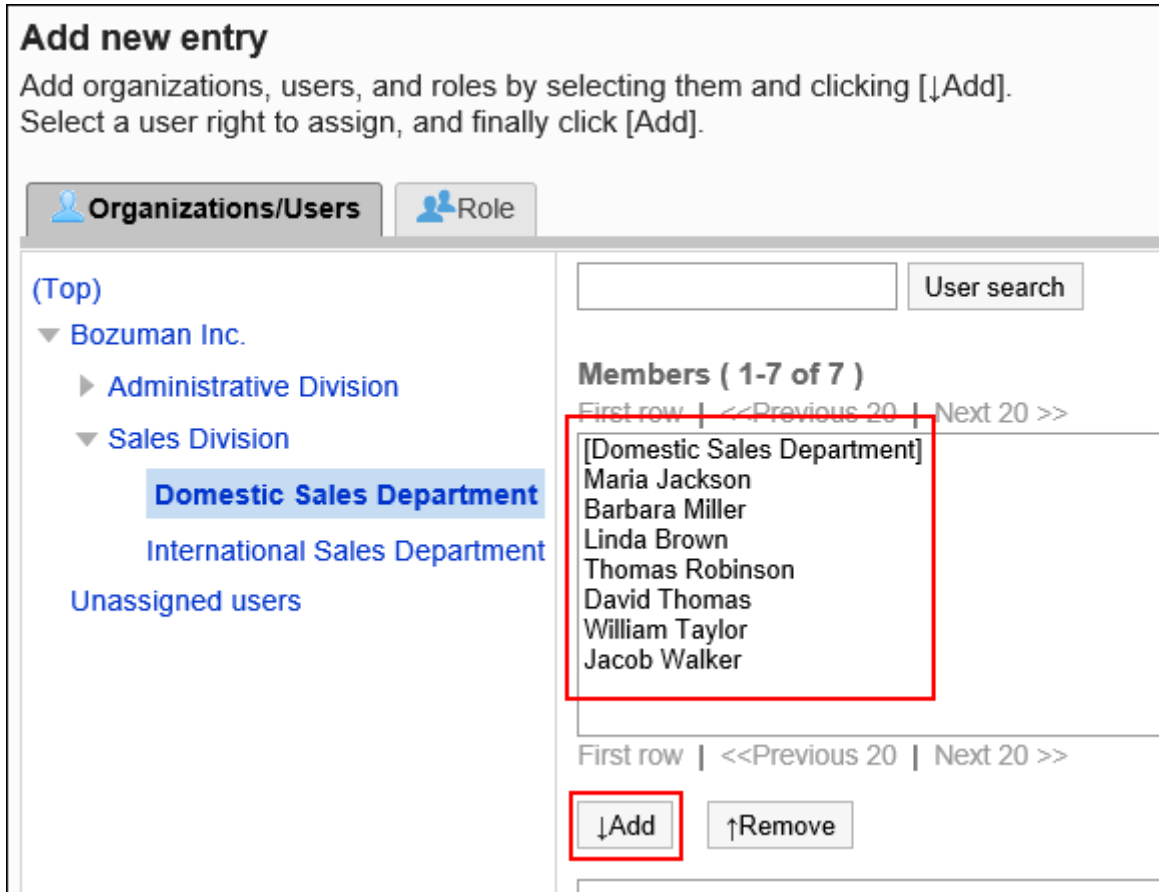 Add new entry
Add organizations, users, and roles by selecting them and clicking [↓Add].
Select a user right to assign, and finally click [Add].
Organizations/Users
Role
(Top)
Bozuman Inc.
Administrative Division
Sales Division
Domestic Sales Department
International Sales Department
Unassigned users
User search
Members ( 1-7 of 7 )
First row | <<Previous 20 | Next 20 >>
[Domestic Sales Department]
Maria Jackson
Barbara Miller
Linda Brown
Thomas Robinson
David Thomas
William Taylor
Jacob Walker
First row | <<Previous 20 | Next 20 >>
↓Add
↑Remove